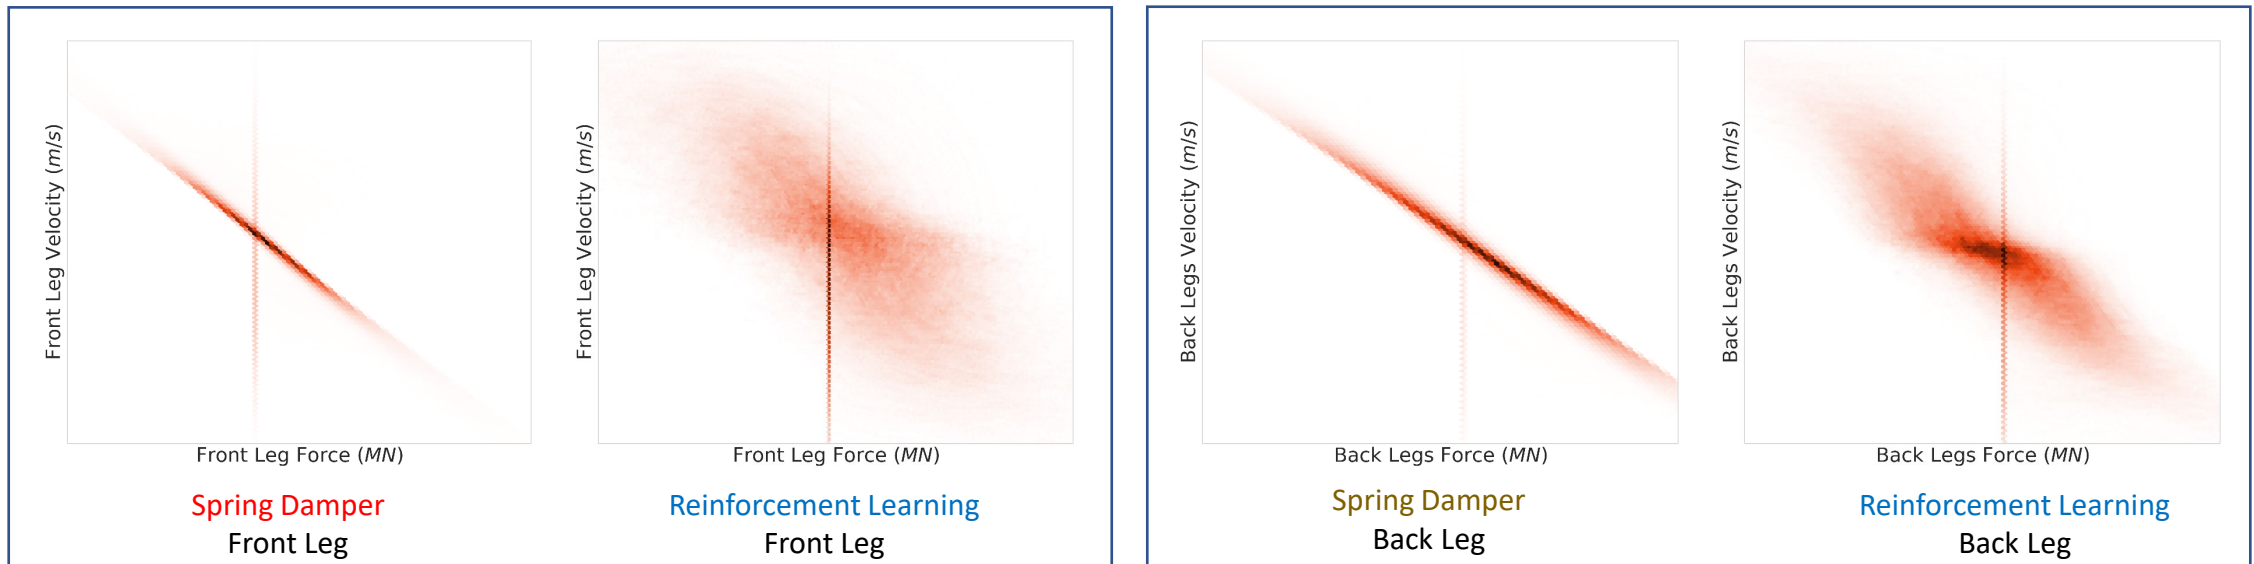 Front Leg Velocity (m/s)
Front Leg Force (MN)
Spring Damper
Front Leg
Front Leg Velocity (m/s)
Front Leg Force (MN)
Reinforcement Learning
Front Leg
Back Legs Velocity (m/s)
Back Legs Force (MN)
Spring Damper
Back Leg
Back Legs Velocity (m/s)
Back Legs Force (MN)
Reinforcement Learning
Back Leg